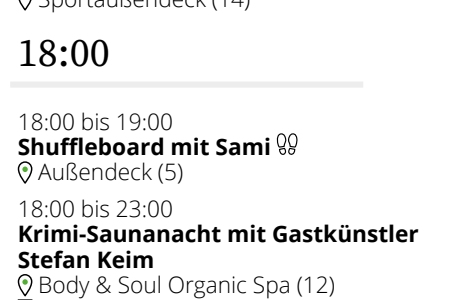 Sportaußendeck (14)
18:00
18:00 bis 19:00
Shuffleboard mit Sami
Außendeck (5)
18:00 bis 23:00
Krimi-Saunanacht mit Gastkünstler
Stefan Keim
Body & Soul Organic Spa (12)